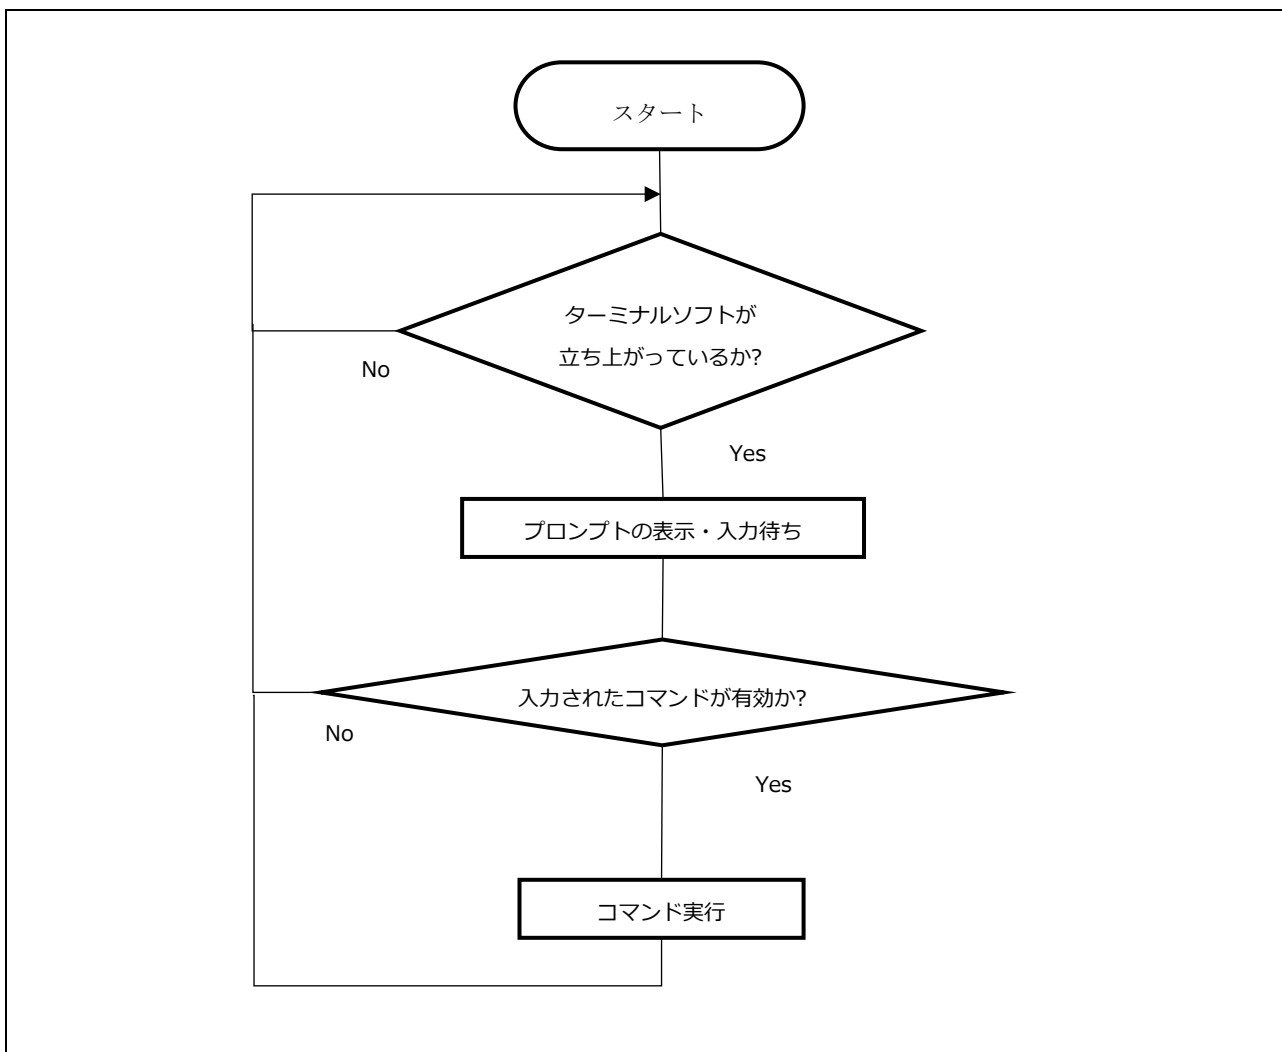 スタート
ターミナルソフトが
立ち上がっているか?
No
Yes
プロンプトの表示・入力待ち
入力されたコマンドが有効か?
No
Yes
コマンド実行